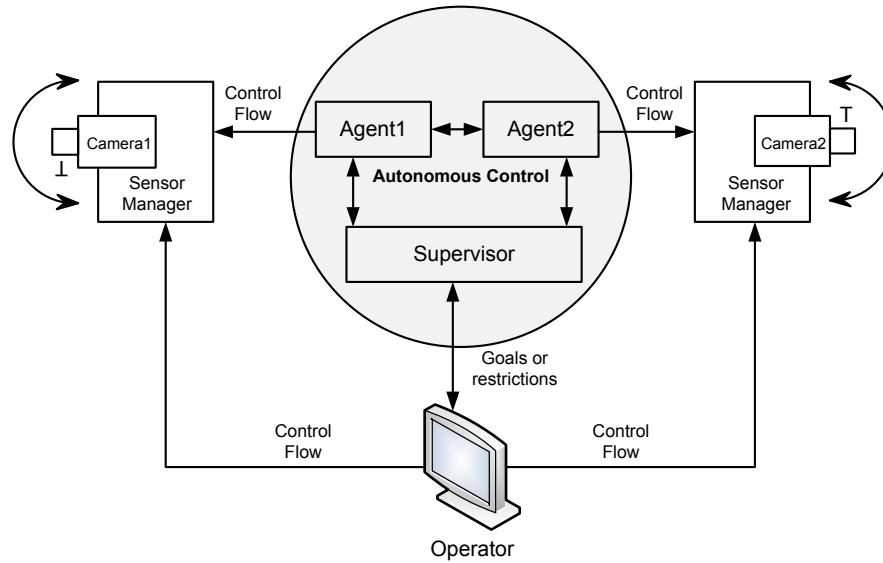 Control
Flow
Agent1
Agent2
Control
Flow
Camera1
Sensor
Manager
Autonomous Control
Camera2
Sensor
Manager
Supervisor
Goals or
restrictions
Control
Flow
Control
Flow
Operator